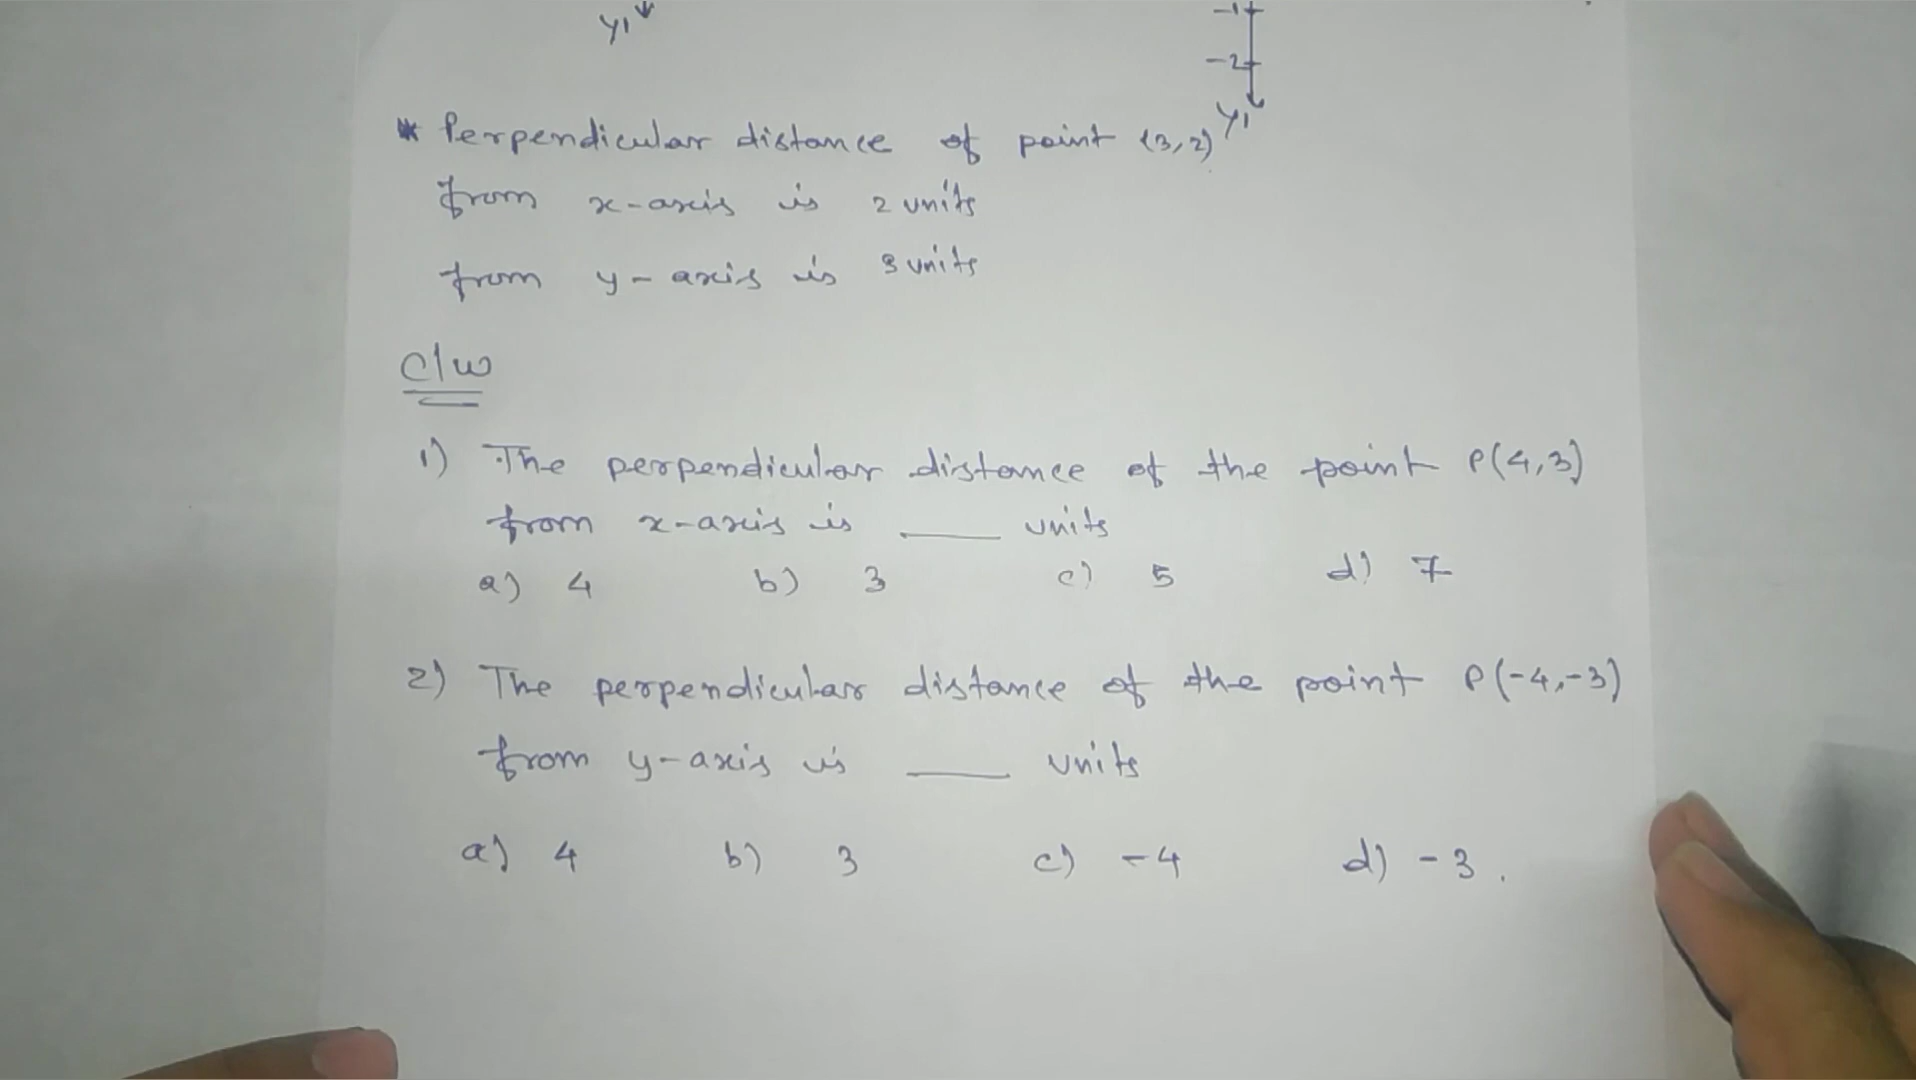 y1
-1
-2
y1
* Perpendicular distance of point (3,2)
from x-axis is 2 units
from y-axis is 3 units
C/W
1) The perpendicular distance of the point P(4,3)
from x-axis is ____ units
a) 4 b) 3 c) 5 d) 7
2) The perpendicular distance of the point P(-4,-3)
from y-axis is ____ units
a) 4 b) 3 c) -4 d) -3.